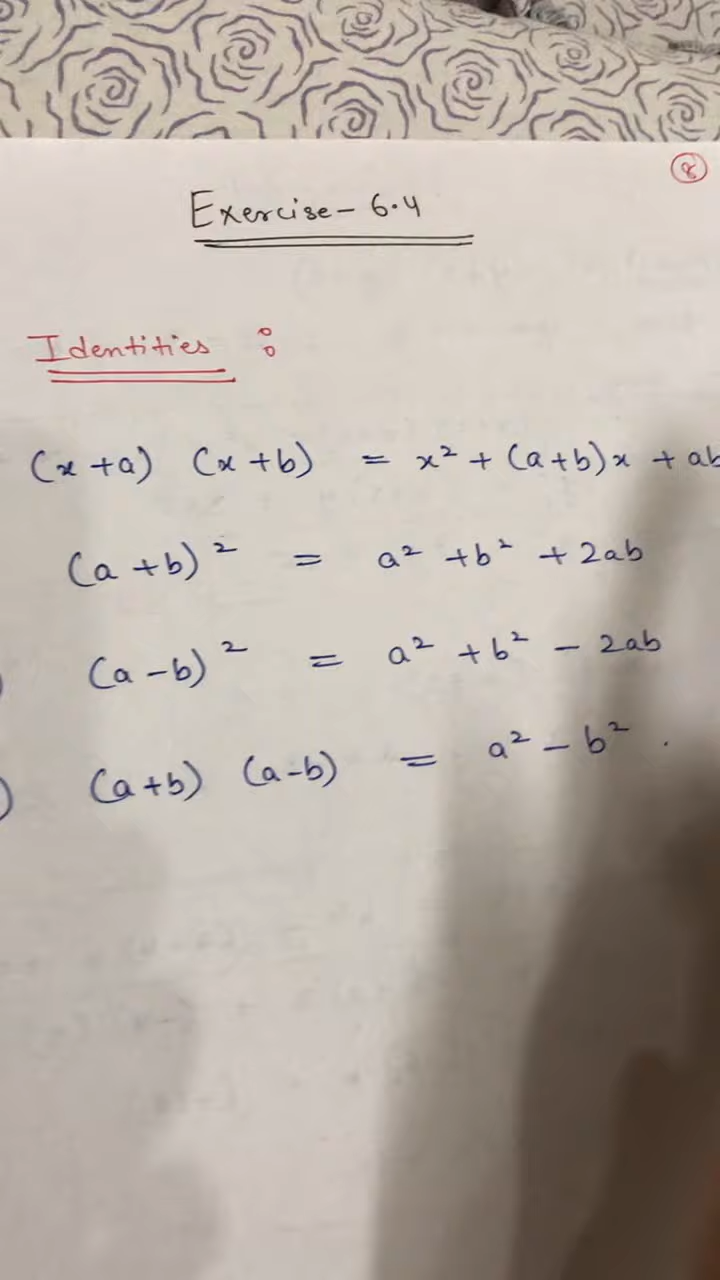 8
Exercise - 6.4
Identities :
(x + a) (x + b) = x² + (a + b)x + ab
(a + b)² = a² + b² + 2ab
) (a - b)² = a² + b² - 2ab
) (a + b) (a - b) = a² - b² .